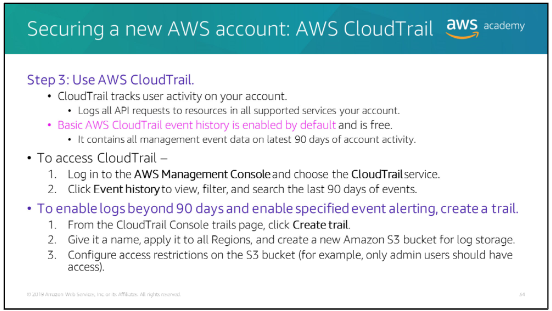 Securing a new AWS account: AWS CloudTrail
aws academy
Step 3: Use AWS CloudTrail.
• CloudTrail tracks user activity on your account.
• Logs all API requests to resources in all supported services your account.
• Basic AWS CloudTrail event history is enabled by default and is free.
• It contains all management event data on latest 90 days of account activity.
• To access CloudTrail –
1. Log in to the AWS Management Console and choose the CloudTrail service.
2. Click Event history to view, filter, and search the last 90 days of events.
• To enable logs beyond 90 days and enable specified event alerting, create a trail.
1. From the CloudTrail Console trails page, click Create trail.
2. Give it a name, apply it to all Regions, and create a new Amazon S3 bucket for log storage.
3. Configure access restrictions on the S3 bucket (for example, only admin users should have
access).
© 2019 Amazon Web Services, Inc. or its Affiliates. All rights reserved.